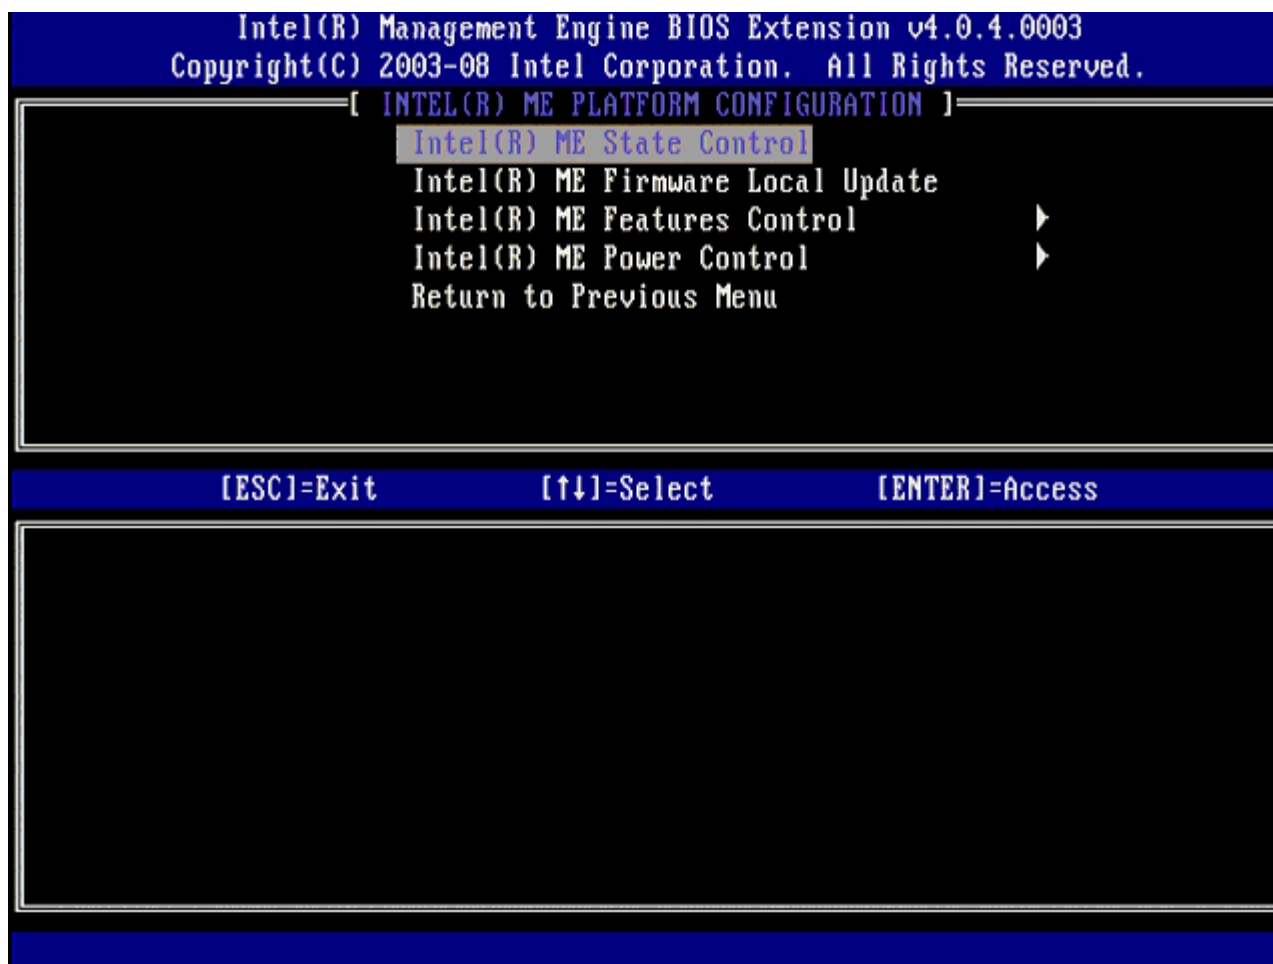 Intel(R) Management Engine BIOS Extension v4.0.4.0003
Copyright(C) 2003-08 Intel Corporation. All Rights Reserved.
[ INTEL(R) ME PLATFORM CONFIGURATION ]
Intel(R) ME State Control
Intel(R) ME Firmware Local Update
Intel(R) ME Features Control ►
Intel(R) ME Power Control ►
Return to Previous Menu
[ESC]=Exit [↑↓]=Select [ENTER]=Access